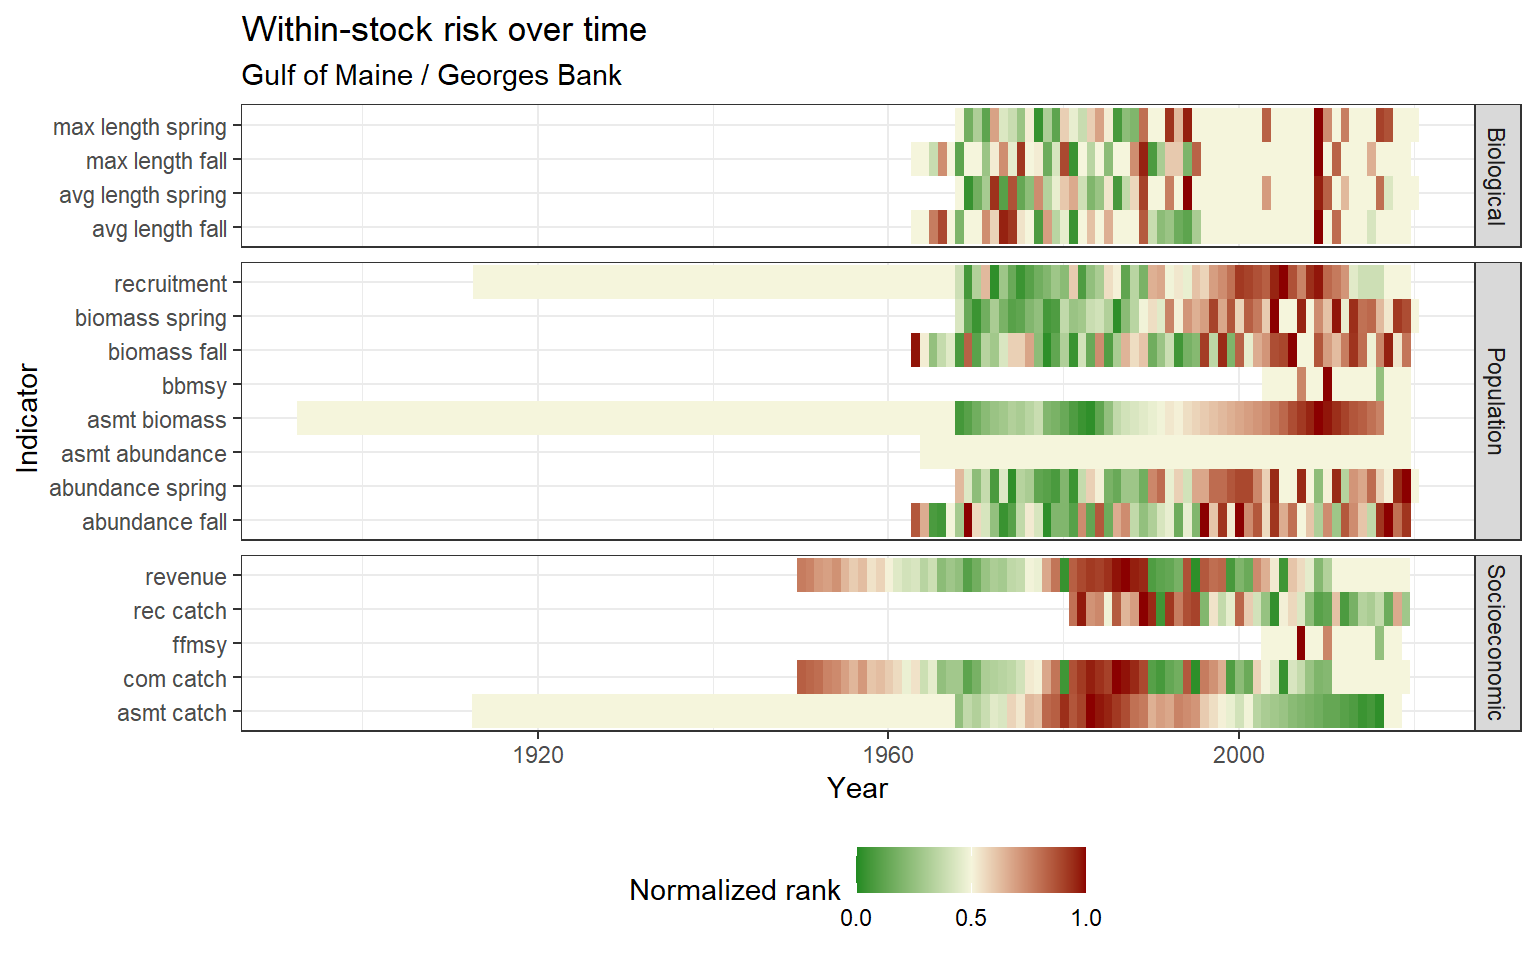 Within-stock risk over time
Gulf of Maine / Georges Bank
max length spring
max length fall
avg length spring
avg length fall
Biological
recruitment
biomass spring
biomass fall
bbmsy
asmt biomass
asmt abundance
abundance spring
abundance fall
Population
revenue
rec catch
ffmsy
com catch
asmt catch
Socioeconomic
Indicator
1920 1960 2000
Year
Normalized rank
0.0 0.5 1.0